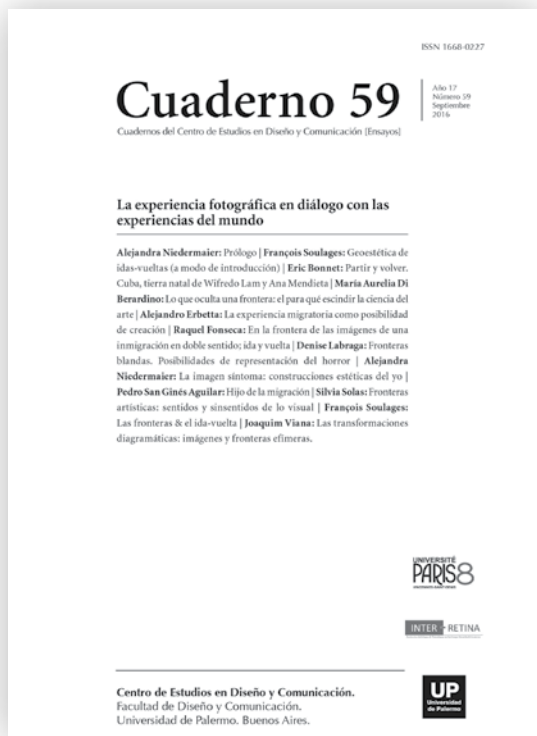 ISSN 1668-0227
Cuaderno 59
Año 17
Número 59
Septiembre
2016
Cuadernos del Centro de Estudios en Diseño y Comunicación [Ensayos]
La experiencia fotográfica en diálogo con las
experiencias del mundo
Alejandra Niedermaier: Prólogo | François Soulages: Geoestética de
idas-vueltas (a modo de introducción) | Eric Bonnet: Partir y volver.
Cuba, tierra natal de Wifredo Lam y Ana Mendieta | María Aurelia Di
Berardino: Lo que oculta una frontera: el para qué escindir la ciencia del
arte | Alejandro Erbetta: La experiencia migratoria como posibilidad
de creación | Raquel Fonseca: En la frontera de las imágenes de una
inmigración en doble sentido; ida y vuelta | Denise Labraga: Fronteras
blandas. Posibilidades de representación del horror | Alejandra
Niedermaier: La imagen síntoma: construcciones estéticas del yo |
Pedro San Ginés Aguilar: Hijo de la migración | Silvia Solas: Fronteras
artísticas: sentidos y sinsentidos de lo visual | François Soulages:
Las fronteras & el ida-vuelta | Joaquim Viana: Las transformaciones
diagramáticas: imágenes y fronteras efímeras.
UNIVERSITÉ
PARIS 8
INTER RETINA
Centro de Estudios en Diseño y Comunicación.
Facultad de Diseño y Comunicación.
Universidad de Palermo. Buenos Aires.
UP
Universidad
de Palermo